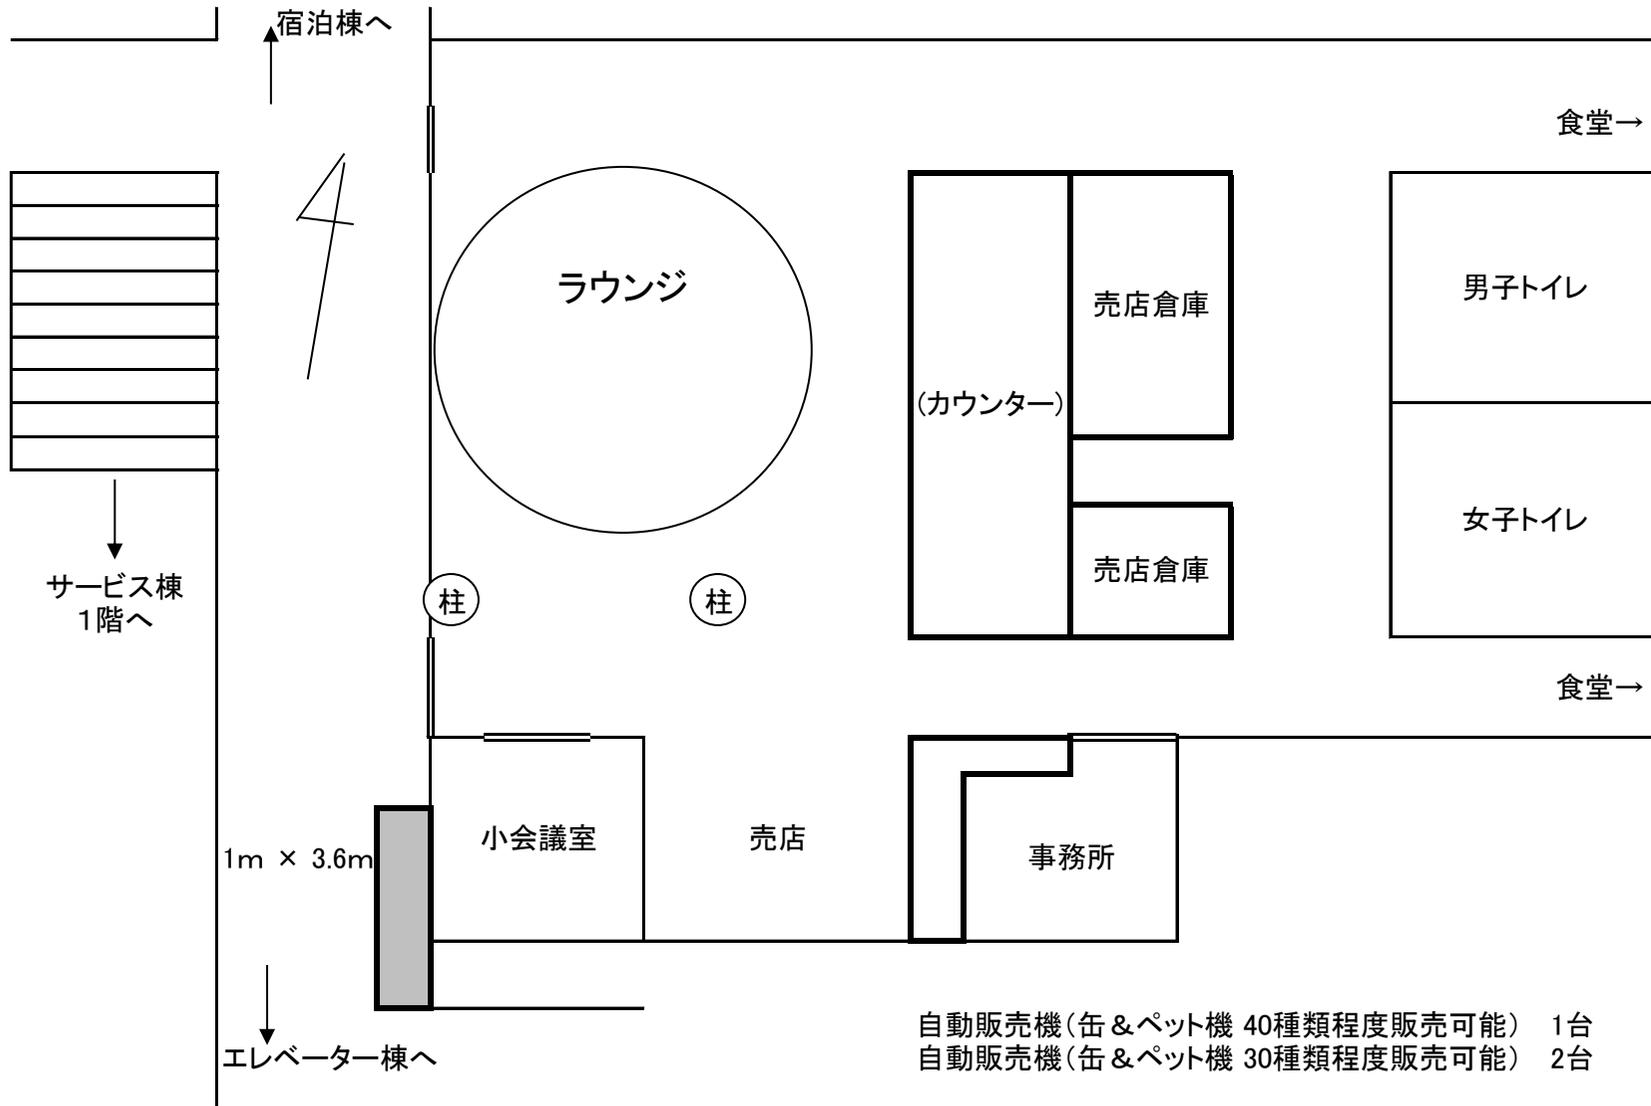 宿泊棟へ
食堂→
ラウンジ
売店倉庫
男子トイレ
(カウンター)
女子トイレ
売店倉庫
サービス棟
1階へ
柱
柱
食堂→
小会議室
売店
事務所
1m × 3.6m
自動販売機(缶&ペット機 40種類程度販売可能) 1台
エレベーター棟へ
自動販売機(缶&ペット機 30種類程度販売可能) 2台